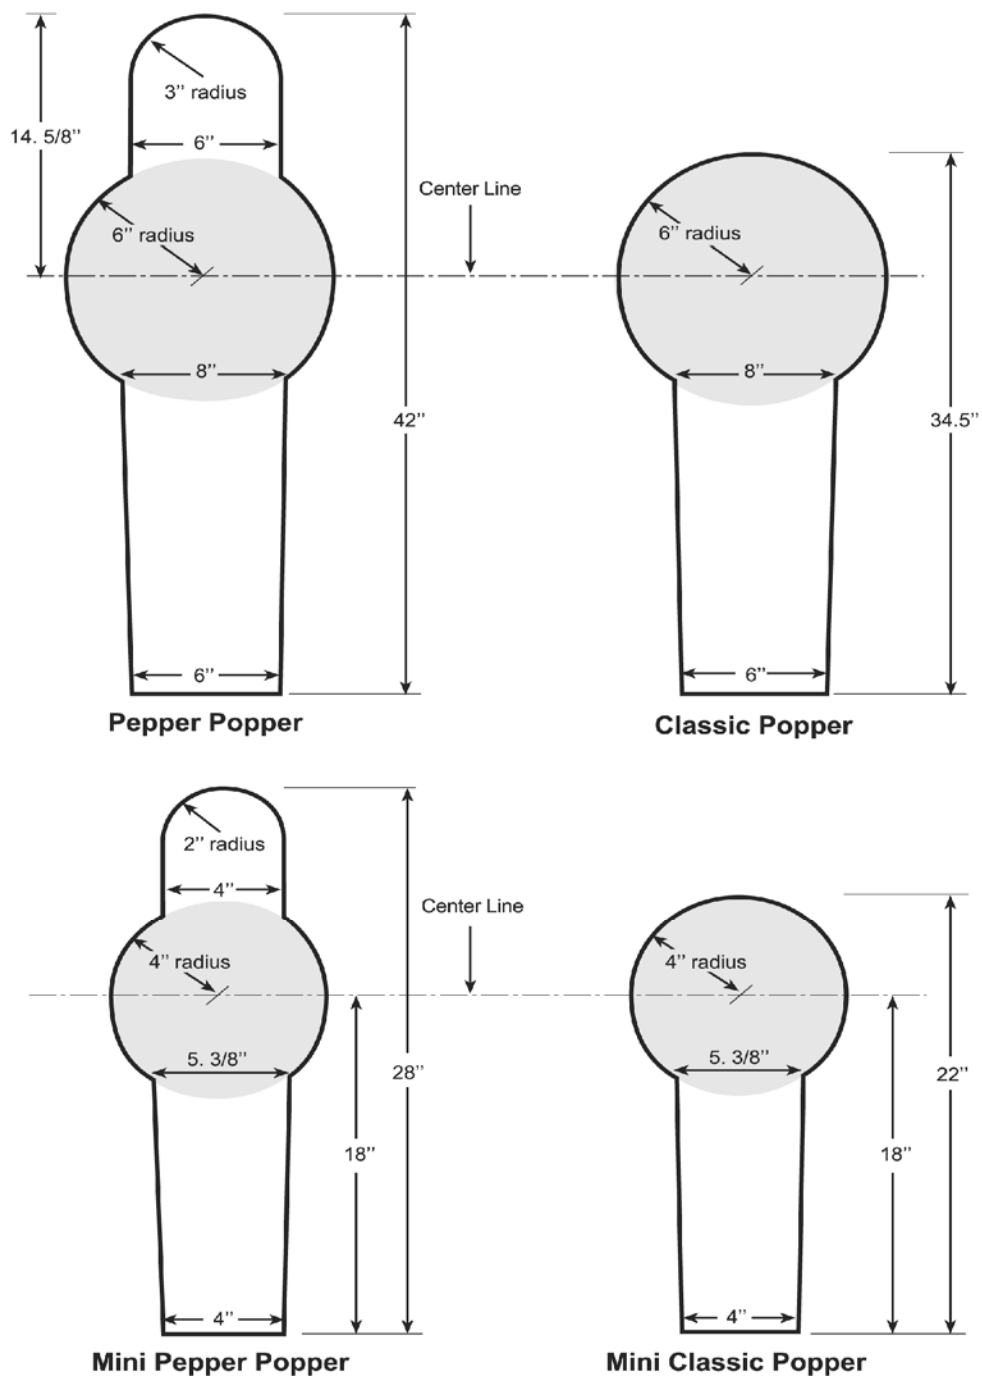 3’’ radius
14. 5/8’’
6’’
Center Line
6’’ radius
6’’ radius
8’’
8’’
42’’
34.5’’
6’’
6’’
Pepper Popper
Classic Popper
2’’ radius
4’’
Center Line
4’’ radius
4’’ radius
5. 3/8’’
5. 3/8’’
28’’
22’’
18’’
18’’
4’’
4’’
Mini Pepper Popper
Mini Classic Popper